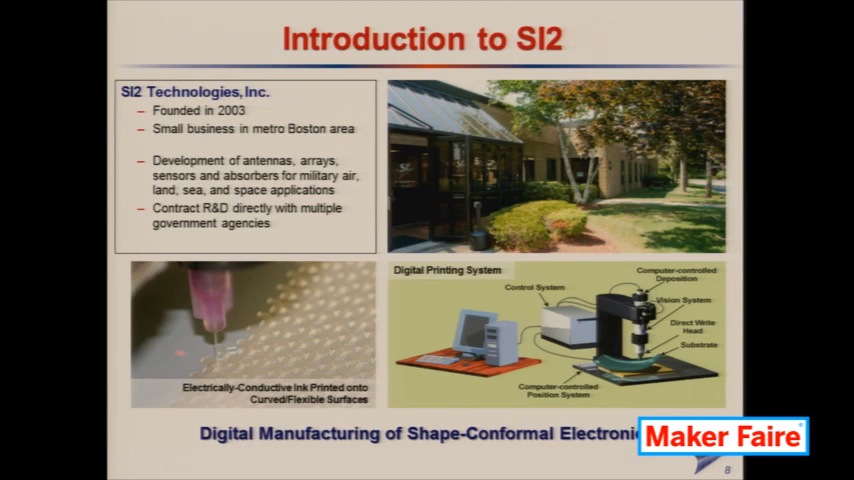 Introduction to SI2
SI2 Technologies, Inc.
– Founded in 2003
– Small business in metro Boston area
– Development of antennas, arrays,
sensors and absorbers for military air,
land, sea, and space applications
– Contract R&D directly with multiple
government agencies
Electrically-Conductive Ink Printed onto
Curved/Flexible Surfaces
Digital Printing System
Computer-controlled
Deposition
Control System
Vision System
Direct Write
Head
Substrate
Computer-controlled
Position System
Digital Manufacturing of Shape-Conformal
Maker Faire
8